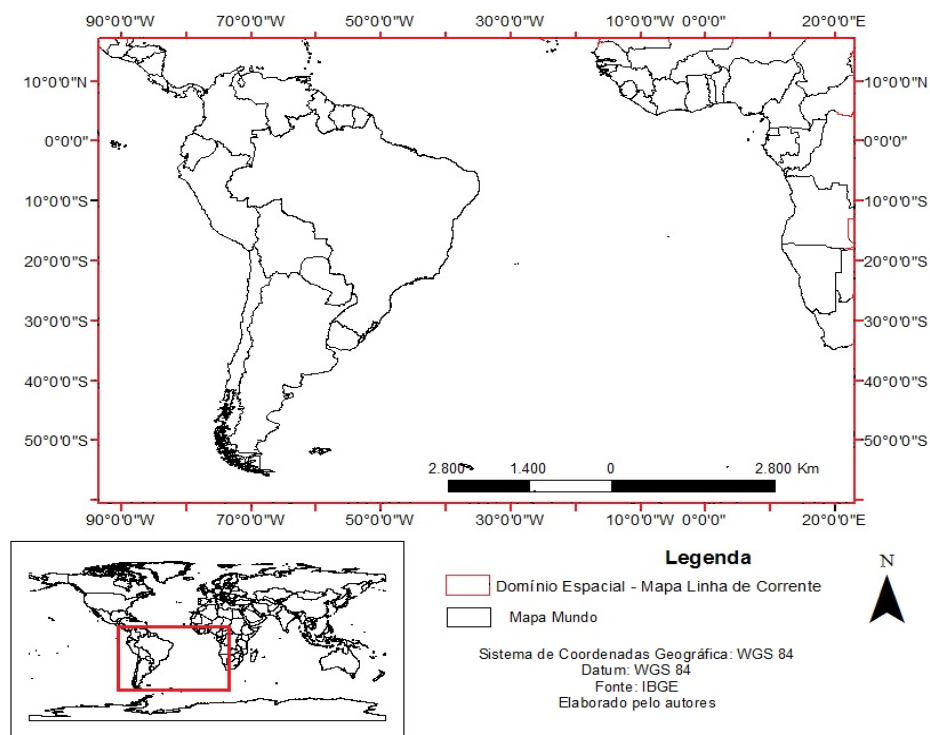 90°0'0"W 70°0'0"W 50°0'0"W 30°0'0"W 10°0'0"W 0°0'0" 20°0'0"E
10°0'0"N 10°0'0"N
0°0'0" 0°0'0"
10°0'0"S 10°0'0"S
20°0'0"S 20°0'0"S
30°0'0"S 30°0'0"S
40°0'0"S 40°0'0"S
50°0'0"S 50°0'0"S
2.800 1.400 0 2.800 Km
90°0'0"W 70°0'0"W 50°0'0"W 30°0'0"W 10°0'0"W 0°0'0" 20°0'0"E
Legenda
N
Domínio Espacial - Mapa Linha de Corrente
Mapa Mundo
Sistema de Coordenadas Geográfica: WGS 84
Datum: WGS 84
Fonte: IBGE
Elaborado pelo autores